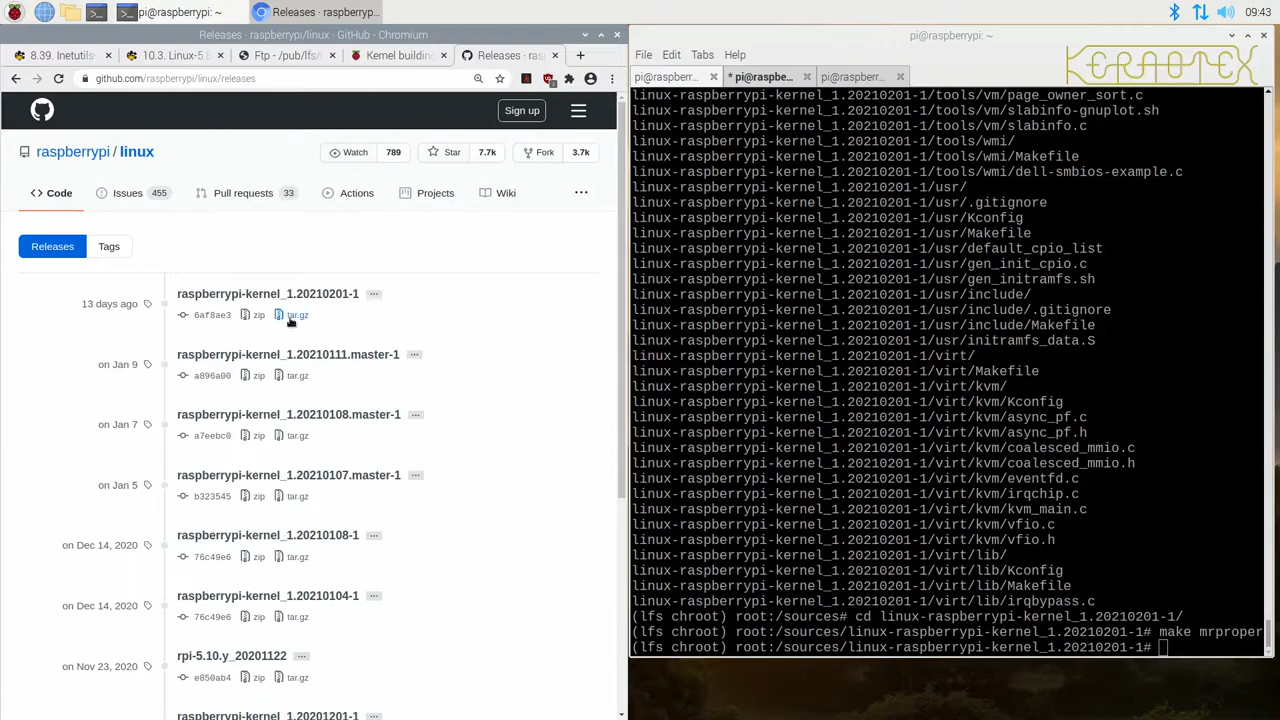 pi@raspberrypi: ~
Releases · raspberryp...
09:43
Releases · raspberrypi/linux · GitHub - Chromium
8.39. Inetutils-
10.3. Linux-5.8
Ftp - /pub/lfs/l
Kernel building
Releases · raspb
github.com/raspberrypi/linux/releases
Sign up
raspberrypi / linux
Watch 789
Star 7.7k
Fork 3.7k
Code
Issues 455
Pull requests 33
Actions
Projects
Wiki
Releases
Tags
13 days ago
raspberrypi-kernel_1.20210201-1
6af8ae3 zip tar.gz
on Jan 9
raspberrypi-kernel_1.20210111.master-1
a896a00 zip tar.gz
on Jan 7
raspberrypi-kernel_1.20210108.master-1
a7eebc0 zip tar.gz
on Jan 5
raspberrypi-kernel_1.20210107.master-1
b323545 zip tar.gz
on Dec 14, 2020
raspberrypi-kernel_1.20210108-1
76c49e6 zip tar.gz
on Dec 14, 2020
raspberrypi-kernel_1.20210104-1
76c49e6 zip tar.gz
on Nov 23, 2020
rpi-5.10.y_20201122
e850ab4 zip tar.gz
raspberrypi-kernel_1.20201201-1
pi@raspberrypi: ~
File Edit Tabs Help
KERAOTEX
pi@raspberr...
* pi@raspbe...
pi@raspberr...
linux-raspberrypi-kernel_1.20210201-1/tools/vm/page_owner_sort.c
linux-raspberrypi-kernel_1.20210201-1/tools/vm/slabinfo-gnuplot.sh
linux-raspberrypi-kernel_1.20210201-1/tools/vm/slabinfo.c
linux-raspberrypi-kernel_1.20210201-1/tools/wmi/
linux-raspberrypi-kernel_1.20210201-1/tools/wmi/Makefile
linux-raspberrypi-kernel_1.20210201-1/tools/wmi/dell-smbios-example.c
linux-raspberrypi-kernel_1.20210201-1/usr/
linux-raspberrypi-kernel_1.20210201-1/usr/.gitignore
linux-raspberrypi-kernel_1.20210201-1/usr/Kconfig
linux-raspberrypi-kernel_1.20210201-1/usr/Makefile
linux-raspberrypi-kernel_1.20210201-1/usr/default_cpio_list
linux-raspberrypi-kernel_1.20210201-1/usr/gen_init_cpio.c
linux-raspberrypi-kernel_1.20210201-1/usr/gen_initramfs.sh
linux-raspberrypi-kernel_1.20210201-1/usr/include/
linux-raspberrypi-kernel_1.20210201-1/usr/include/.gitignore
linux-raspberrypi-kernel_1.20210201-1/usr/include/Makefile
linux-raspberrypi-kernel_1.20210201-1/usr/initramfs_data.S
linux-raspberrypi-kernel_1.20210201-1/virt/
linux-raspberrypi-kernel_1.20210201-1/virt/Makefile
linux-raspberrypi-kernel_1.20210201-1/virt/kvm/
linux-raspberrypi-kernel_1.20210201-1/virt/kvm/Kconfig
linux-raspberrypi-kernel_1.20210201-1/virt/kvm/async_pf.c
linux-raspberrypi-kernel_1.20210201-1/virt/kvm/async_pf.h
linux-raspberrypi-kernel_1.20210201-1/virt/kvm/coalesced_mmio.c
linux-raspberrypi-kernel_1.20210201-1/virt/kvm/coalesced_mmio.h
linux-raspberrypi-kernel_1.20210201-1/virt/kvm/eventfd.c
linux-raspberrypi-kernel_1.20210201-1/virt/kvm/irqchip.c
linux-raspberrypi-kernel_1.20210201-1/virt/kvm/kvm_main.c
linux-raspberrypi-kernel_1.20210201-1/virt/kvm/vfio.c
linux-raspberrypi-kernel_1.20210201-1/virt/kvm/vfio.h
linux-raspberrypi-kernel_1.20210201-1/virt/lib/
linux-raspberrypi-kernel_1.20210201-1/virt/lib/Kconfig
linux-raspberrypi-kernel_1.20210201-1/virt/lib/Makefile
linux-raspberrypi-kernel_1.20210201-1/virt/lib/irqbypass.c
(lfs chroot) root:/sources# cd linux-raspberrypi-kernel_1.20210201-1/
(lfs chroot) root:/sources/linux-raspberrypi-kernel_1.20210201-1# make mrproper
(lfs chroot) root:/sources/linux-raspberrypi-kernel_1.20210201-1#